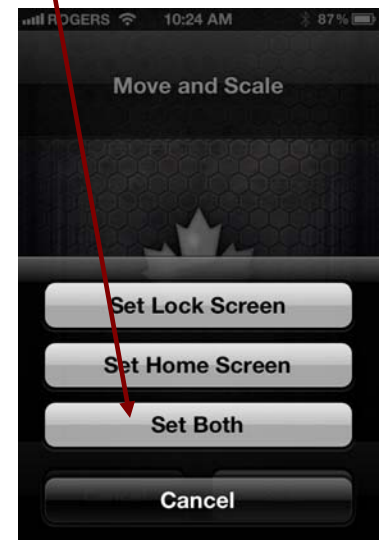 ROGERS 10:24 AM 87%
Move and Scale
Set Lock Screen
Set Home Screen
Set Both
Cancel